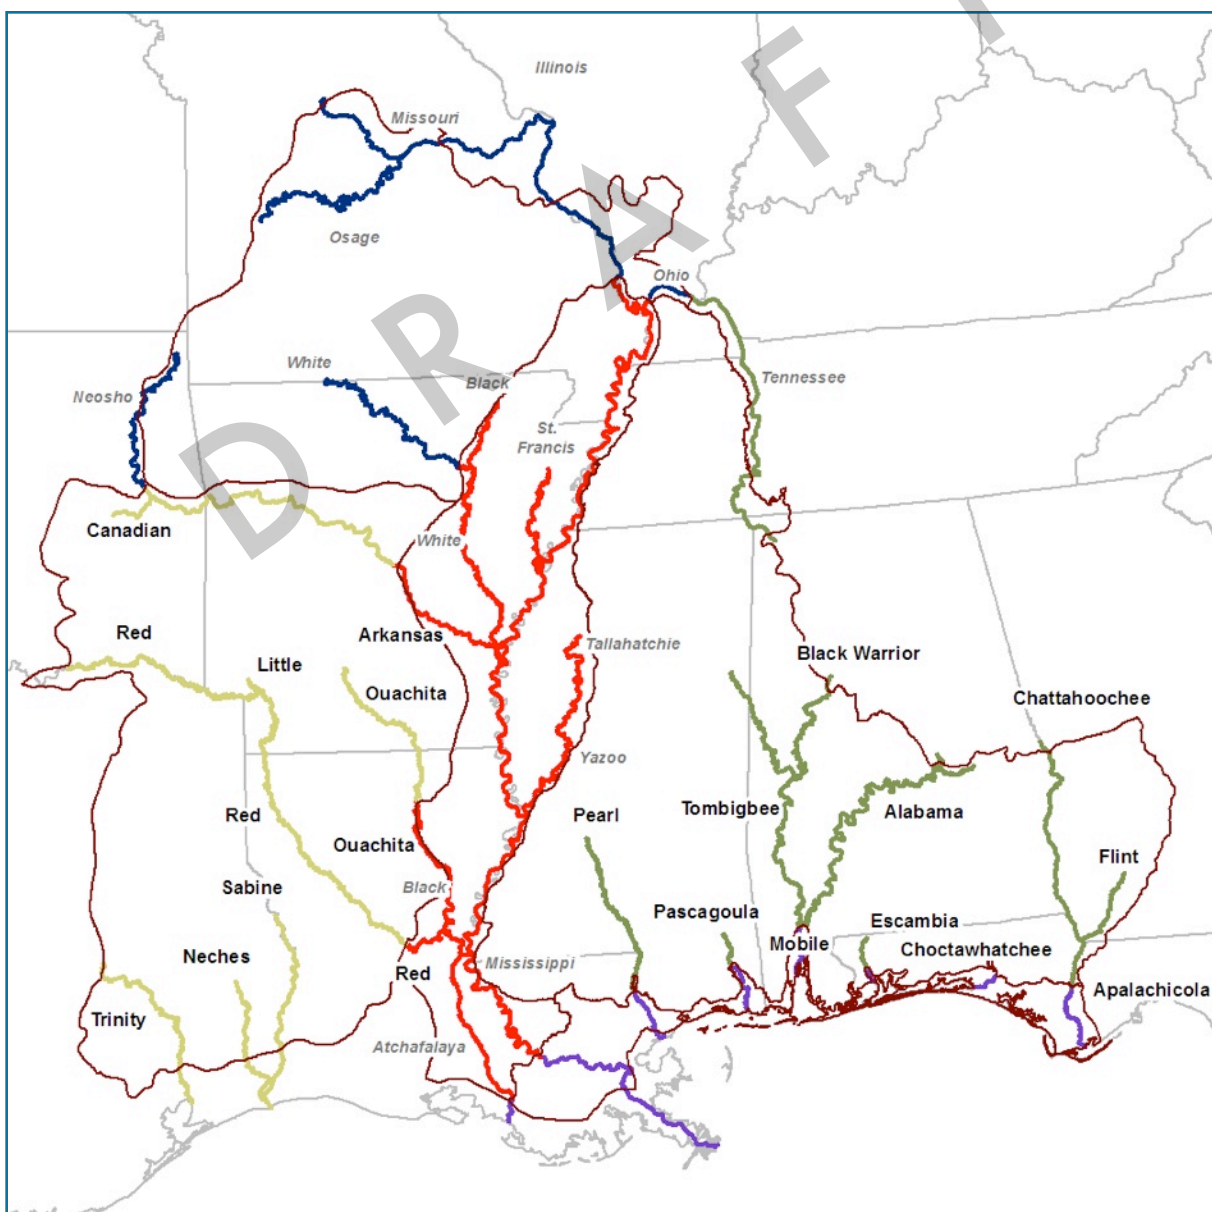 Illinois
Missouri
Osage
Ohio
White
Neosho
Black
Tennessee
St.
Francis
Canadian
White
Red
Arkansas
Little
Tallahatchie
Black Warrior
Ouachita
Chattahoochee
Yazoo
Red
Pearl
Tombigbee
Alabama
Ouachita
Flint
Sabine
Black
Pascagoula
Escambia
Neches
Mobile
Choctawhatchee
Red
Mississippi
Apalachicola
Trinity
Atchafalaya
D R A F